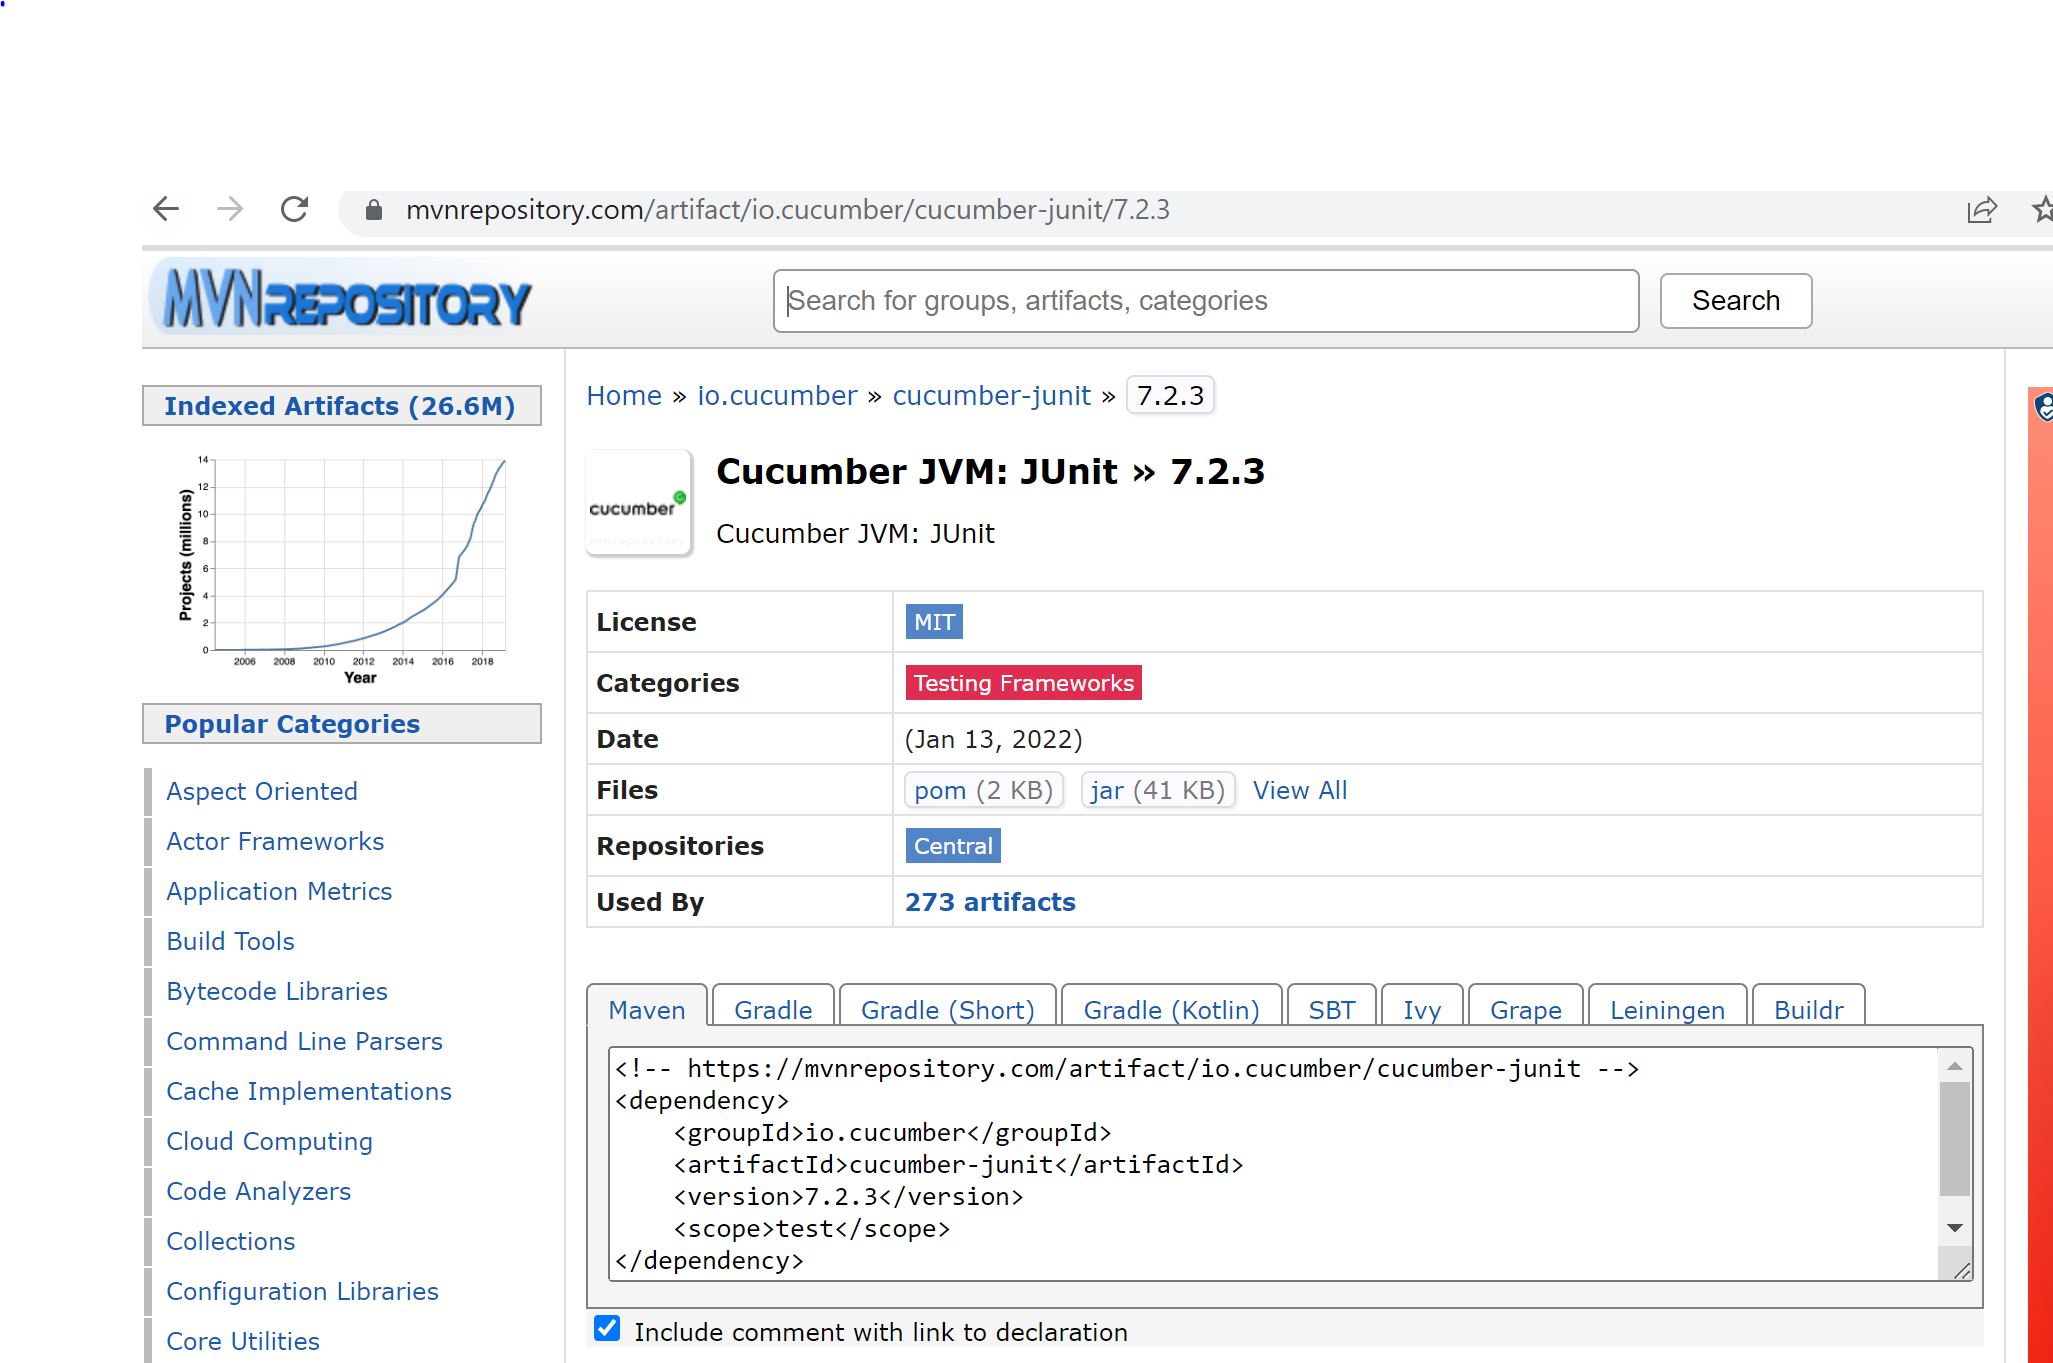 mvnrepository.com/artifact/io.cucumber/cucumber-junit/7.2.3
MVNREPOSITORY
Search for groups, artifacts, categories
Search
Indexed Artifacts (26.6M)
Projects (millions)
14
12
10
8
6
4
2
0
2006 2008 2010 2012 2014 2016 2018
Year
Popular Categories
Aspect Oriented
Actor Frameworks
Application Metrics
Build Tools
Bytecode Libraries
Command Line Parsers
Cache Implementations
Cloud Computing
Code Analyzers
Collections
Configuration Libraries
Core Utilities
Home » io.cucumber » cucumber-junit » 7.2.3
cucumber
mvnrepository
Cucumber JVM: JUnit » 7.2.3
Cucumber JVM: JUnit
License MIT
Categories Testing Frameworks
Date (Jan 13, 2022)
Files pom (2 KB) jar (41 KB) View All
Repositories Central
Used By 273 artifacts
Maven Gradle Gradle (Short) Gradle (Kotlin) SBT Ivy Grape Leiningen Buildr
<!-- https://mvnrepository.com/artifact/io.cucumber/cucumber-junit -->
<dependency>
    <groupId>io.cucumber</groupId>
    <artifactId>cucumber-junit</artifactId>
    <version>7.2.3</version>
    <scope>test</scope>
</dependency>
Include comment with link to declaration